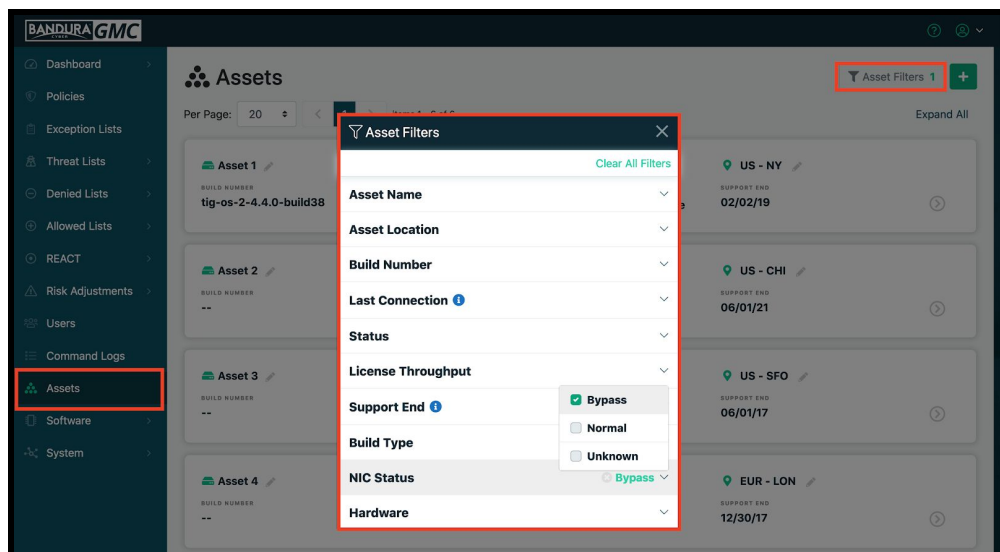 BANDURA GMC
CYBER
Dashboard
Policies
Exception Lists
Threat Lists
Denied Lists
Allowed Lists
REACT
Risk Adjustments
Users
Command Logs
Assets
Software
System
Assets
Asset Filters 1
+
Per Page: 20
Expand All
Asset 1
BUILD NUMBER
tig-os-2-4.4.0-build38
US - NY
SUPPORT END
02/02/19
Asset 2
BUILD NUMBER
--
US - CHI
SUPPORT END
06/01/21
Asset 3
BUILD NUMBER
--
US - SFO
SUPPORT END
06/01/17
Asset 4
BUILD NUMBER
--
EUR - LON
SUPPORT END
12/30/17
Asset Filters
Clear All Filters
Asset Name
Asset Location
Build Number
Last Connection
Status
License Throughput
Support End
Build Type
NIC Status Bypass
Hardware
Bypass
Normal
Unknown